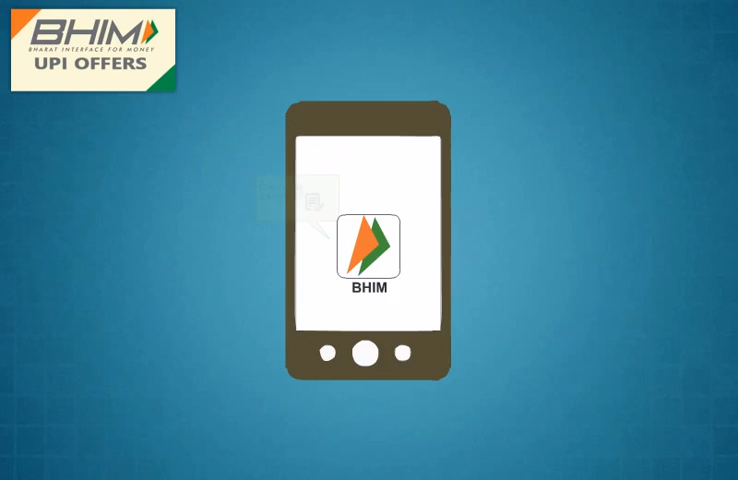 BHIM
BHARAT INTERFACE FOR MONEY
UPI OFFERS
BHIM